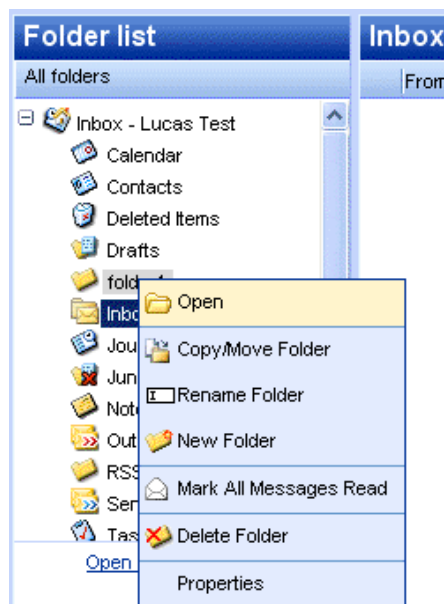 Folder list
Inbox
All folders
From
Inbox - Lucas Test
Calendar
Contacts
Deleted Items
Drafts
Open
Copy/Move Folder
Rename Folder
New Folder
Mark All Messages Read
Delete Folder
Open
Properties